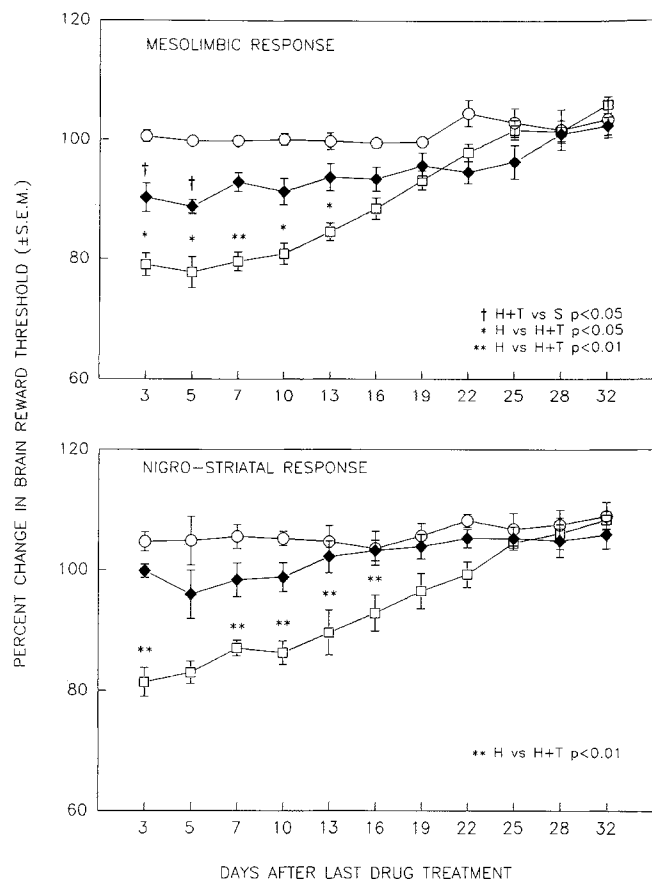 PERCENT CHANGE IN BRAIN REWARD THRESHOLD (±S.E.M.)
120
MESOLIMBIC RESPONSE
100
† †
* * ** * *
80
† H+T vs S p<0.05
* H vs H+T p<0.05
** H vs H+T p<0.01
60
3 5 7 10 13 16 19 22 25 28 32
120
NIGRO-STRIATAL RESPONSE
100
** ** ** ** **
80
** H vs H+T p<0.01
60
3 5 7 10 13 16 19 22 25 28 32
DAYS AFTER LAST DRUG TREATMENT